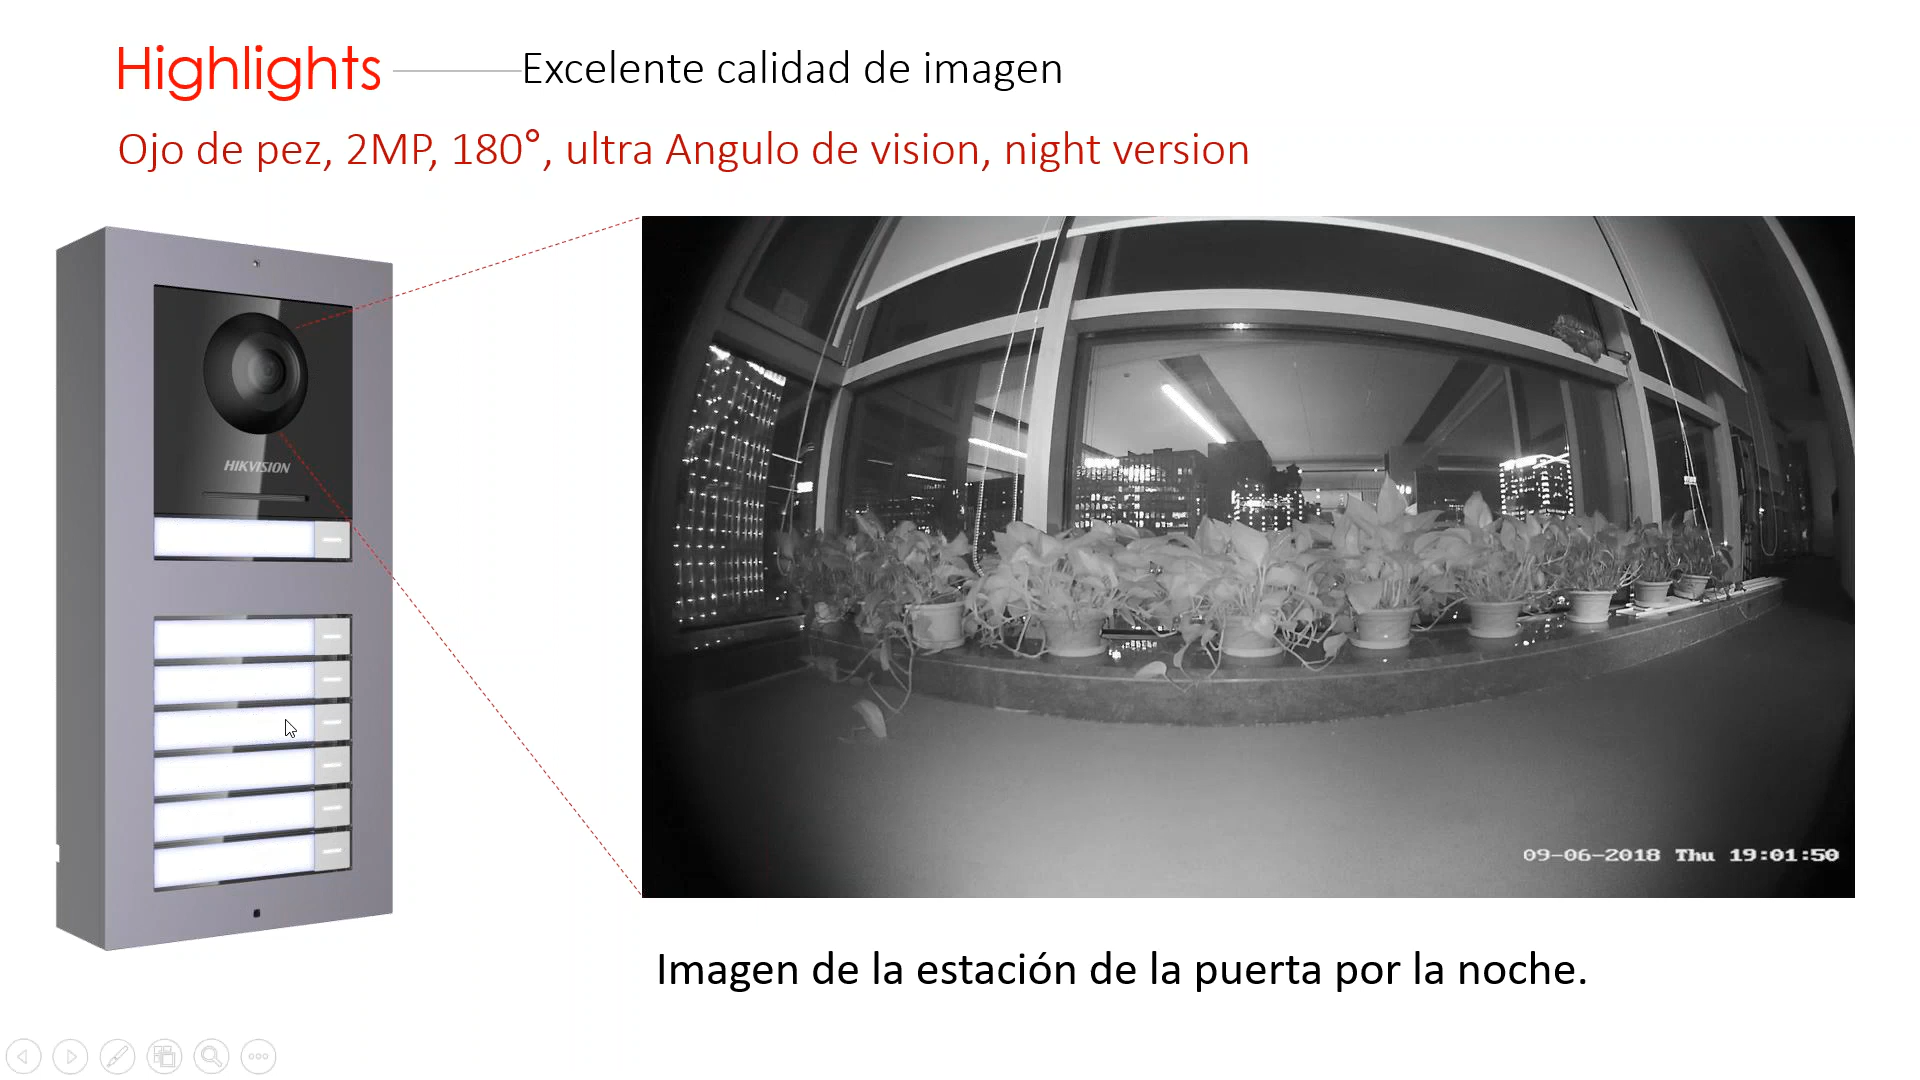 Highlights Excelente calidad de imagen
Ojo de pez, 2MP, 180°, ultra Angulo de vision, night version
HIKVISION
09-06-2018 Thu 19:01:50
Imagen de la estación de la puerta por la noche.